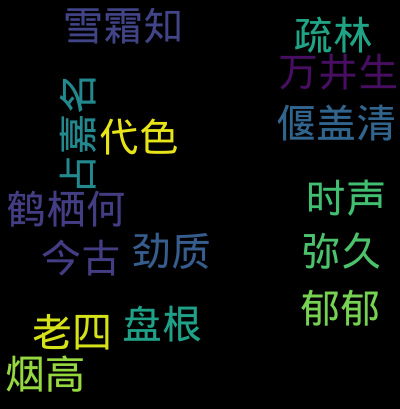 雪霜知
疏林
万井生
占嘉名
代色
偃盖清
鹤栖何
时声
今古
劲质
弥久
郁郁
老四
盘根
烟高